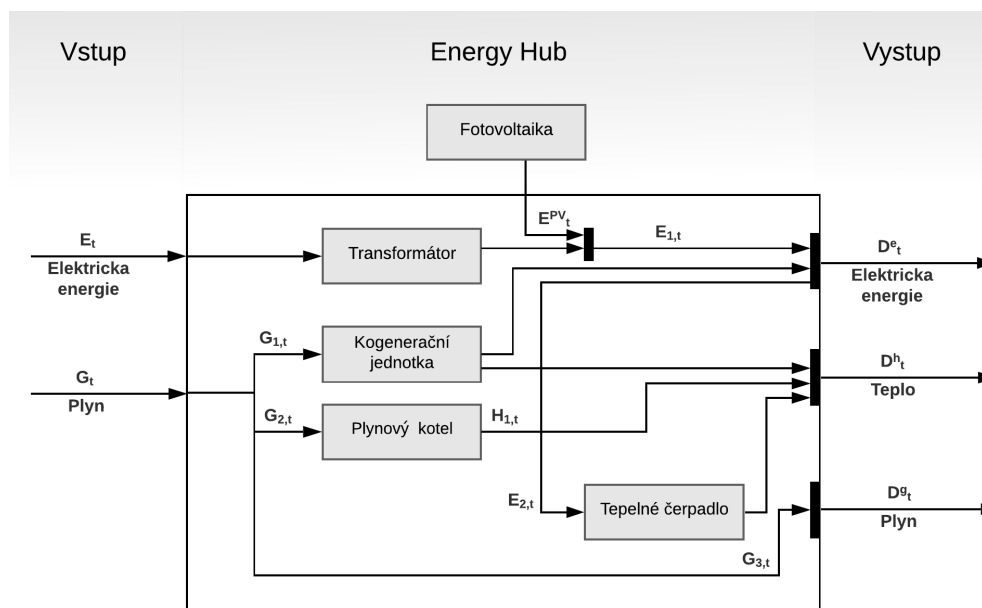 Vstup
Energy Hub
Vystup
Fotovoltaika
E^PV_t
E_t
Elektricka
energie
Transformátor
E_1,t
D^e_t
Elektricka
energie
G_1,t
Kogenerační
jednotka
G_t
Plyn
D^h_t
Teplo
G_2,t
Plynový kotel
H_1,t
E_2,t
Tepelné čerpadlo
D^g_t
Plyn
G_3,t